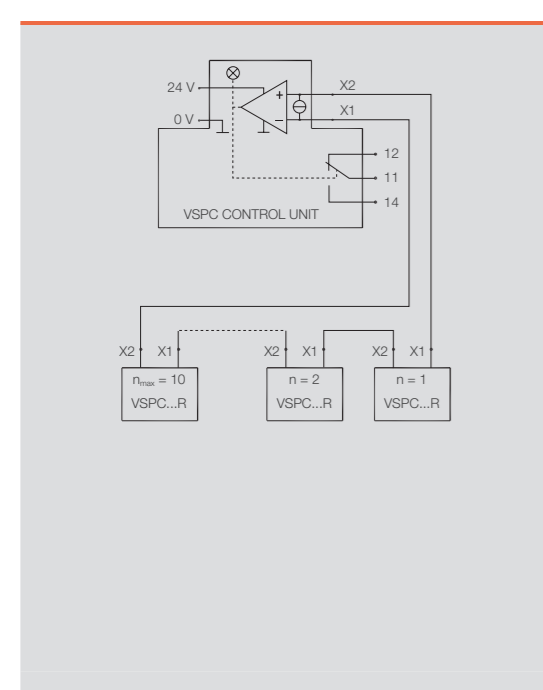 24 V
+
X2
0 V
−
X1
12
11
14
VSPC CONTROL UNIT
X2 X1 X2 X1 X2 X1
nmax = 10 n = 2 n = 1
VSPC...R VSPC...R VSPC...R